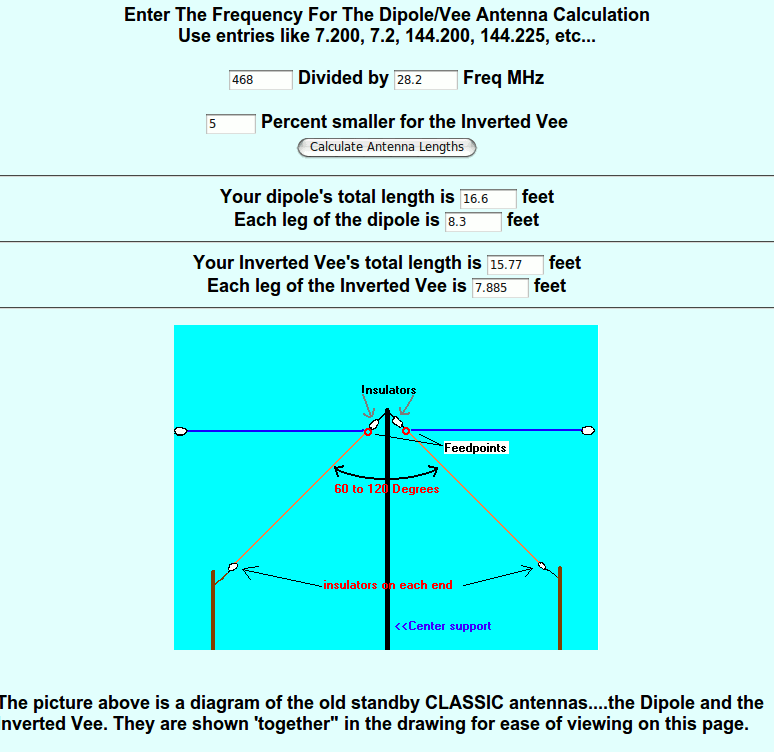 Enter The Frequency For The Dipole/Vee Antenna Calculation
Use entries like 7.200, 7.2, 144.200, 144.225, etc...
468 Divided by 28.2 Freq MHz
5 Percent smaller for the Inverted Vee
Calculate Antenna Lengths
Your dipole's total length is 16.6 feet
Each leg of the dipole is 8.3 feet
Your Inverted Vee's total length is 15.77 feet
Each leg of the Inverted Vee is 7.885 feet
Insulators
Feedpoints
60 to 120 Degrees
insulators on each end
<<Center support
The picture above is a diagram of the old standby CLASSIC antennas....the Dipole and the
nverted Vee. They are shown 'together" in the drawing for ease of viewing on this page.